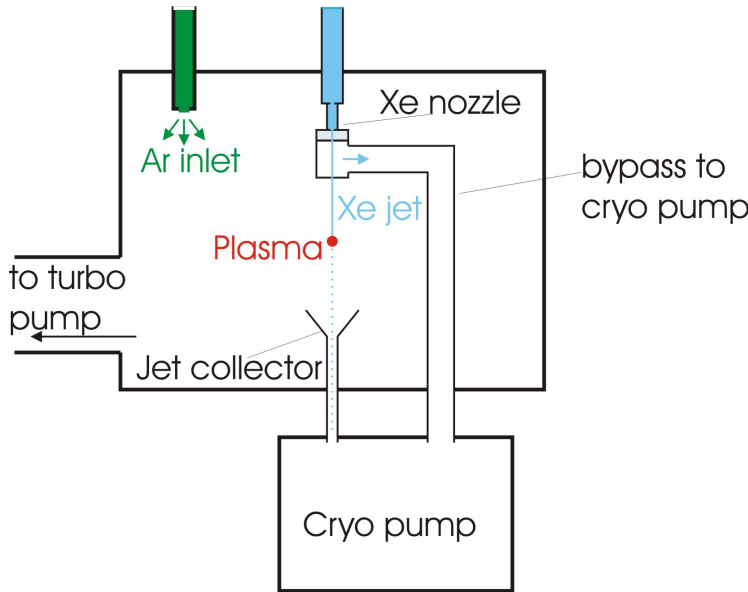 Xe nozzle
Ar inlet
bypass to
cryo pump
Xe jet
Plasma
to turbo
pump
Jet collector
Cryo pump